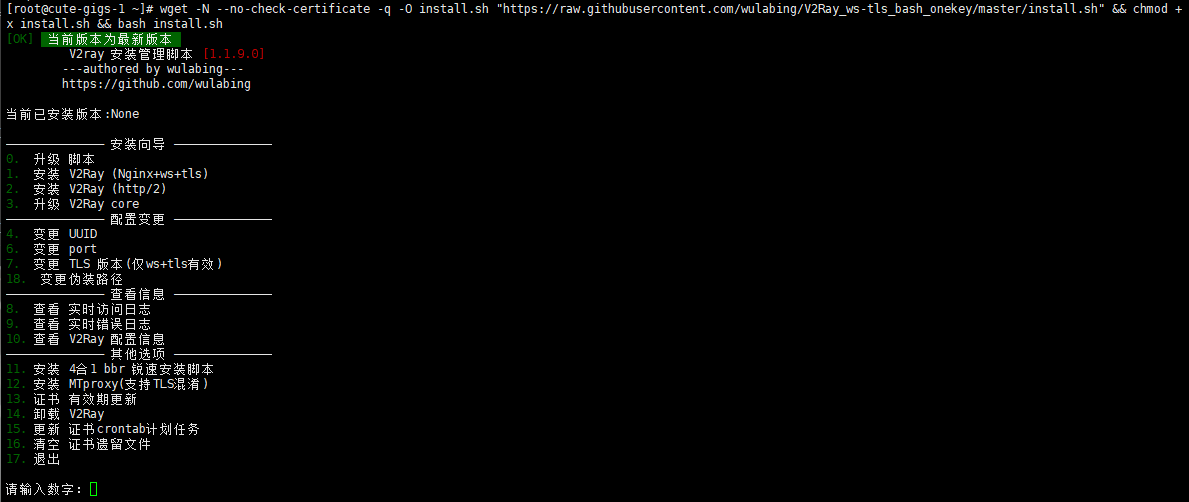 [root@cute-gigs-1 ~]# wget -N --no-check-certificate -q -O install.sh "https://raw.githubusercontent.com/wulabing/V2Ray_ws-tls_bash_onekey/master/install.sh" && chmod +
x install.sh && bash install.sh
[OK] 当前版本为最新版本
V2ray 安装管理脚本 [1.1.9.0]
---authored by wulabing---
https://github.com/wulabing
当前已安装版本:None
—————————————— 安装向导 ——————————————
0. 升级 脚本
1. 安装 V2Ray (Nginx+ws+tls)
2. 安装 V2Ray (http/2)
3. 升级 V2Ray core
—————————————— 配置变更 ——————————————
4. 变更 UUID
6. 变更 port
7. 变更 TLS 版本(仅ws+tls有效)
18. 变更伪装路径
—————————————— 查看信息 ——————————————
8. 查看 实时访问日志
9. 查看 实时错误日志
10. 查看 V2Ray 配置信息
—————————————— 其他选项 ——————————————
11. 安装 4合1 bbr 锐速安装脚本
12. 安装 MTproxy(支持TLS混淆)
13. 证书 有效期更新
14. 卸载 V2Ray
15. 更新 证书crontab计划任务
16. 清空 证书遗留文件
17. 退出
请输入数字: